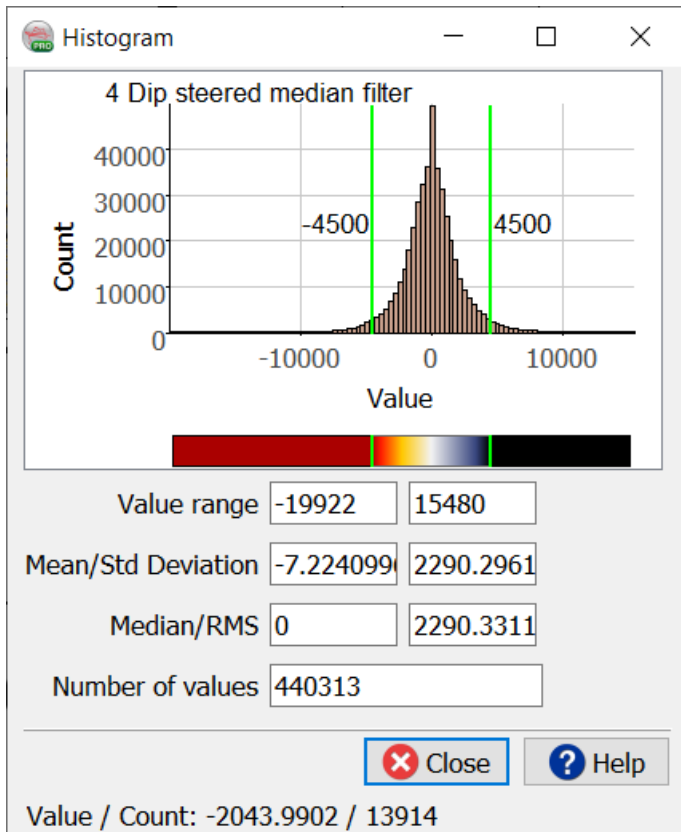 PRO
Histogram
4 Dip steered median filter
40000
30000
20000
10000
0
Count
-4500
4500
-10000
0
10000
Value
Value range -19922 15480
Mean/Std Deviation -7.2240990 2290.2961
Median/RMS 0 2290.3311
Number of values 440313
Close
? Help
Value / Count: -2043.9902 / 13914